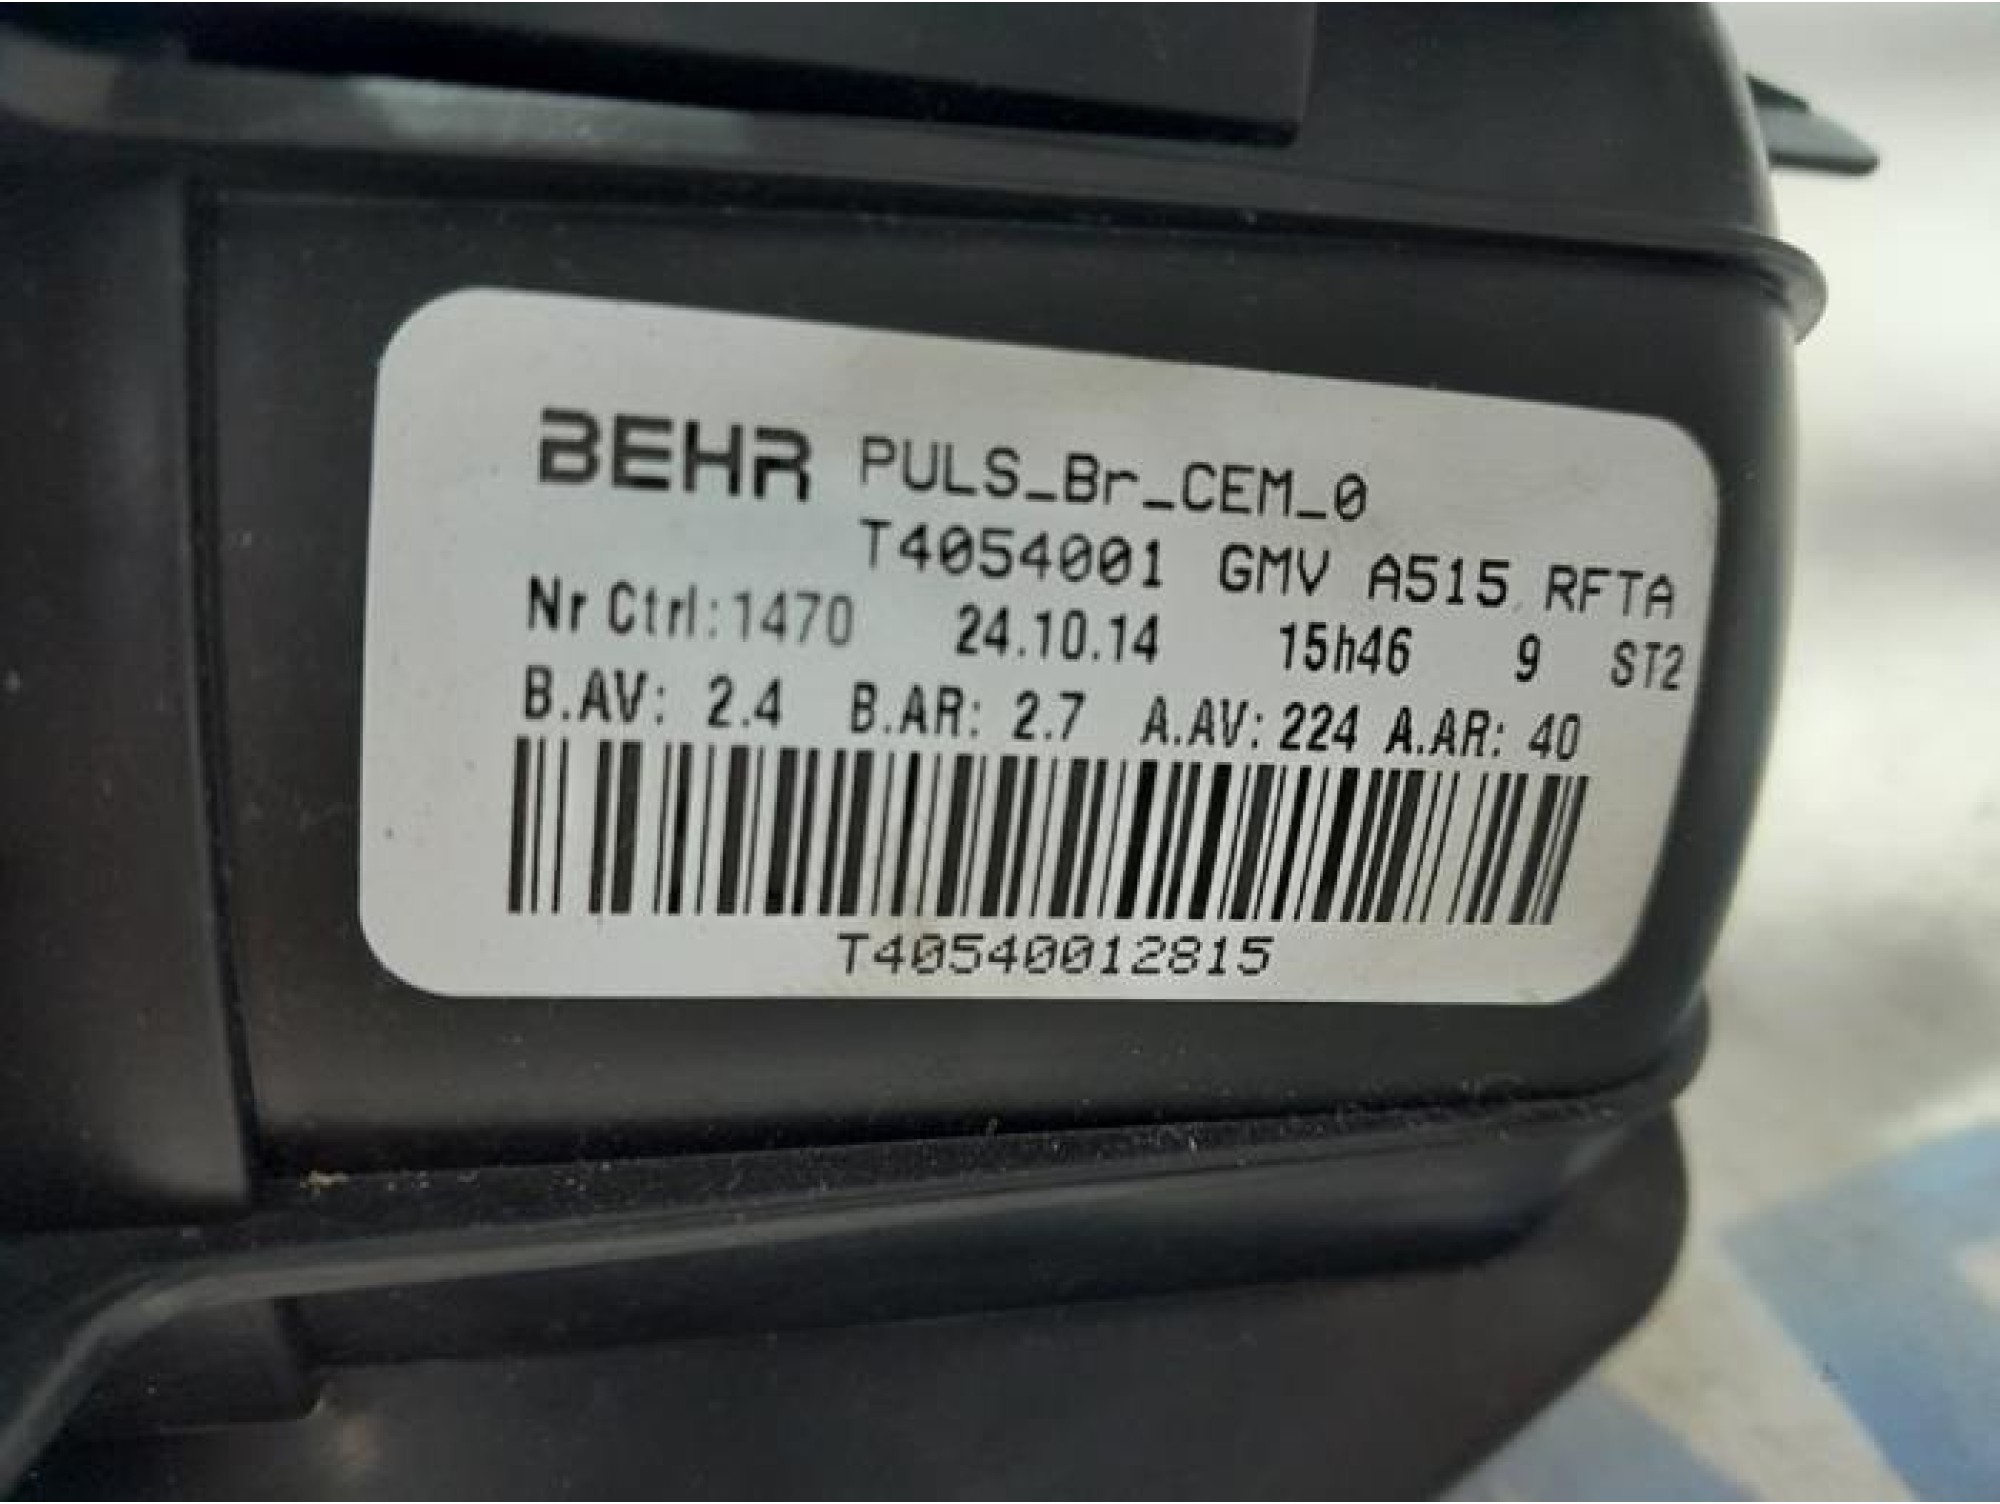 BEHR PULS_Br_CEM_0
T4054001 GMV A515 RFTA
Nr Ctrl:1470 24.10.14 15h46 9 ST2
B.AV: 2.4 B.AR: 2.7 A.AV: 224 A.AR: 40
T40540012815